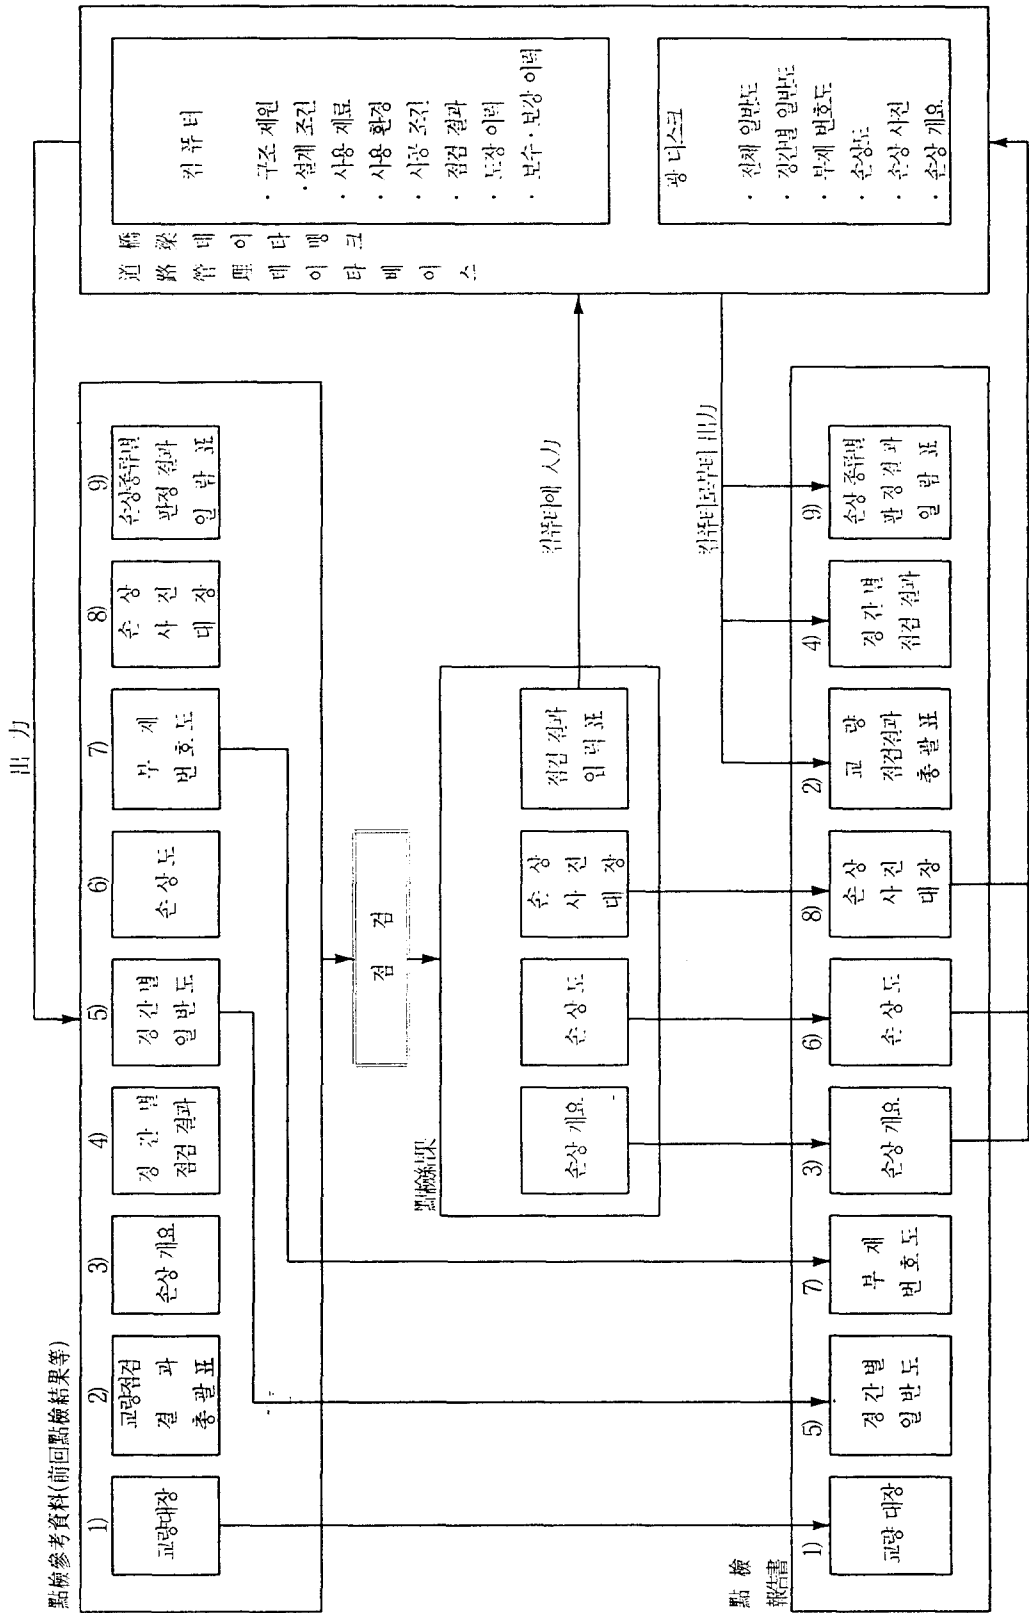 出 力
點檢參考資料(前回點檢結果等)
1)
교량대장
2)
교량점검
결 과
총 괄 표
3)
손상 개요
4)
경 간 별
점검 결과
5)
경 간 별
일 반 도
6)
손 상 도
7)
부 재
번 호 도
8)
손 상
사 진
대 장
9)
손상종류별
판정 결과
일 람 표
점 검
點檢結果
손상 개요
손 상 도
손 상
사 진
대 장
점검 결과
입 력 표
컴퓨터에 入力
컴퓨터로부터 出力
點 檢
報告書
1)
교량 대장
5)
경 간 별
일 반 도
7)
부 재
번 호 도
3)
손상 개요
6)
손 상 도
8)
손 상
사 진
대 장
2)
교 량
점검결과
총 괄 표
4)
경 간 별
점검 결과
9)
손상 종류별
판 정 결 과
일 람 표
道 橋
路 梁
管 데
理 이
데 타
이 뱅
타 크
베
이
스
컴 퓨 터
· 구조 제원
· 설계 조건
· 사용 재료
· 사용 환경
· 시공 조건
· 점검 결과
· 도장 이력
· 보수 · 보강 이력
광 디스크
· 전체 일반도
· 경간별 일반도
· 부재 번호도
· 손상도
· 손상 사진
· 손상 개요